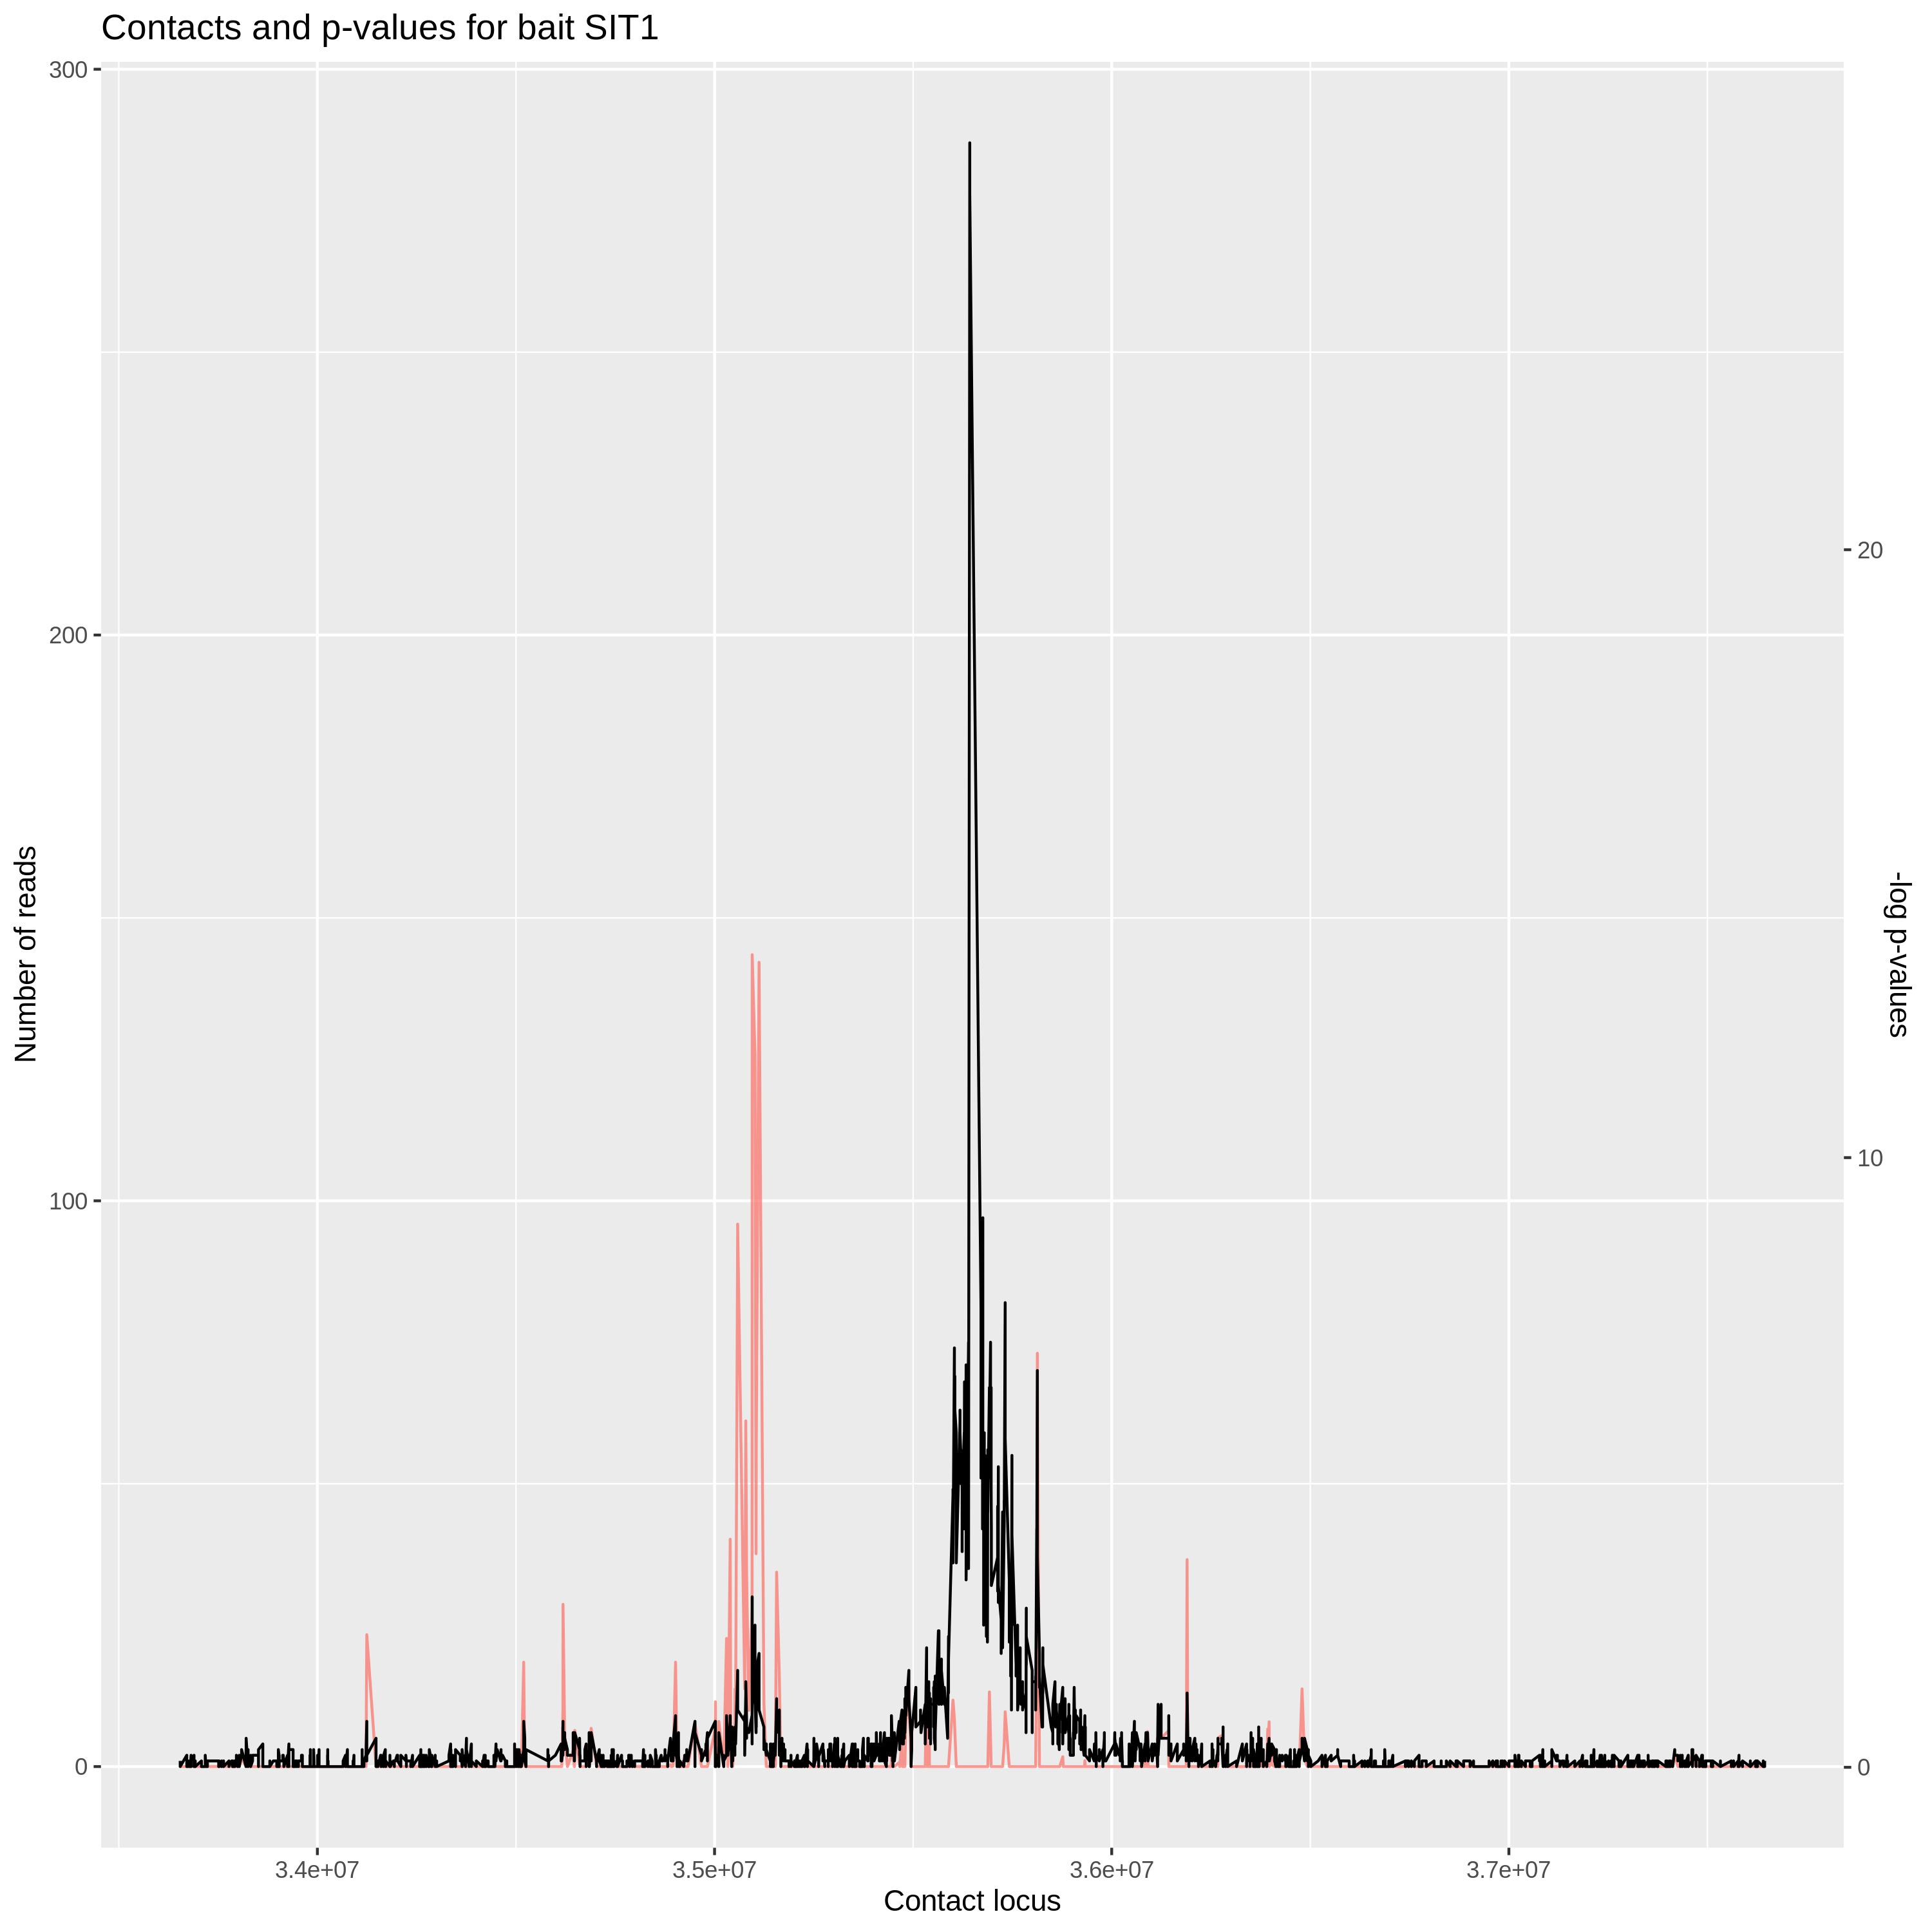 Contacts and p-values for bait SIT1
300
200
100
0
Number of reads
20
10
0
-log p-values
3.4e+07 3.5e+07 3.6e+07 3.7e+07
Contact locus